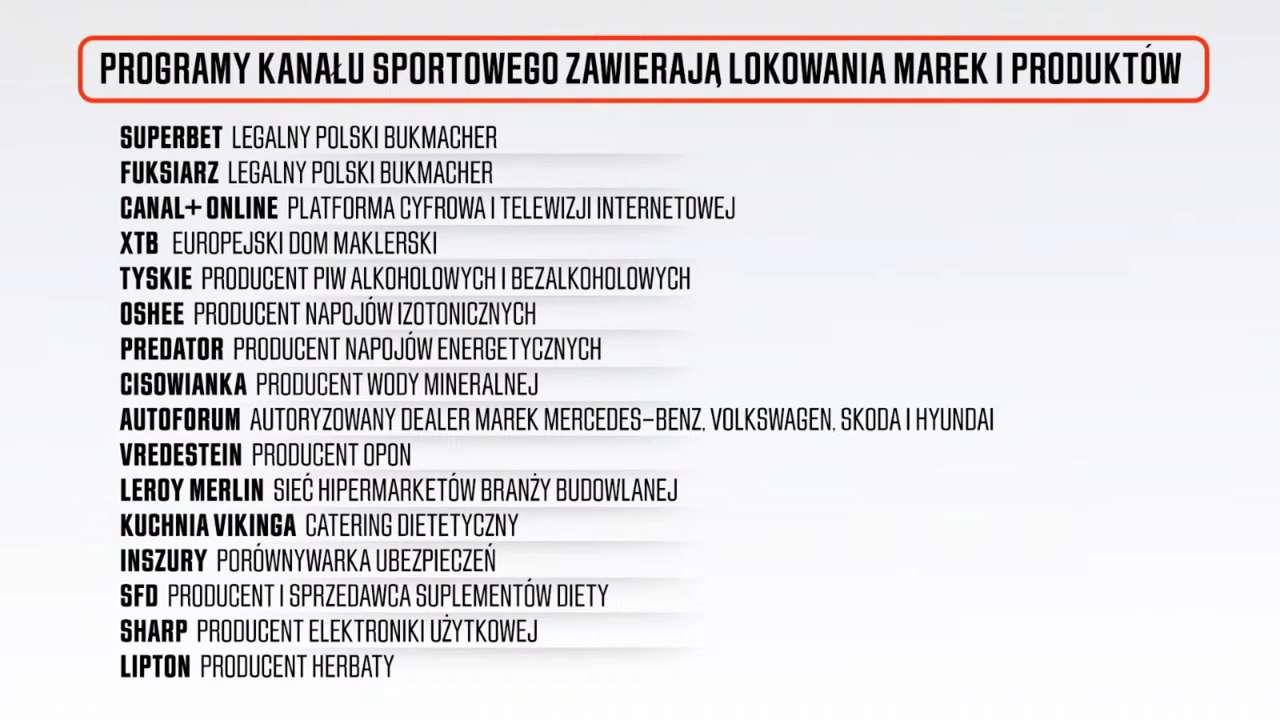 PROGRAMY KANAŁU SPORTOWEGO ZAWIERAJĄ LOKOWANIA MAREK I PRODUKTÓW
SUPERBET LEGALNY POLSKI BUKMACHER
FUKSIARZ LEGALNY POLSKI BUKMACHER
CANAL+ ONLINE PLATFORMA CYFROWA I TELEWIZJI INTERNETOWEJ
XTB EUROPEJSKI DOM MAKLERSKI
TYSKIE PRODUCENT PIW ALKOHOLOWYCH I BEZALKOHOLOWYCH
OSHEE PRODUCENT NAPOJÓW IZOTONICZNYCH
PREDATOR PRODUCENT NAPOJÓW ENERGETYCZNYCH
CISOWIANKA PRODUCENT WODY MINERALNEJ
AUTOFORUM AUTORYZOWANY DEALER MAREK MERCEDES-BENZ, VOLKSWAGEN, SKODA I HYUNDAI
VREDESTEIN PRODUCENT OPON
LEROY MERLIN SIEĆ HIPERMARKETÓW BRANŻY BUDOWLANEJ
KUCHNIA VIKINGA CATERING DIETETYCZNY
INSZURY PORÓWNYWARKA UBEZPIECZEŃ
SFD PRODUCENT I SPRZEDAWCA SUPLEMENTÓW DIETY
SHARP PRODUCENT ELEKTRONIKI UŻYTKOWEJ
LIPTON PRODUCENT HERBATY